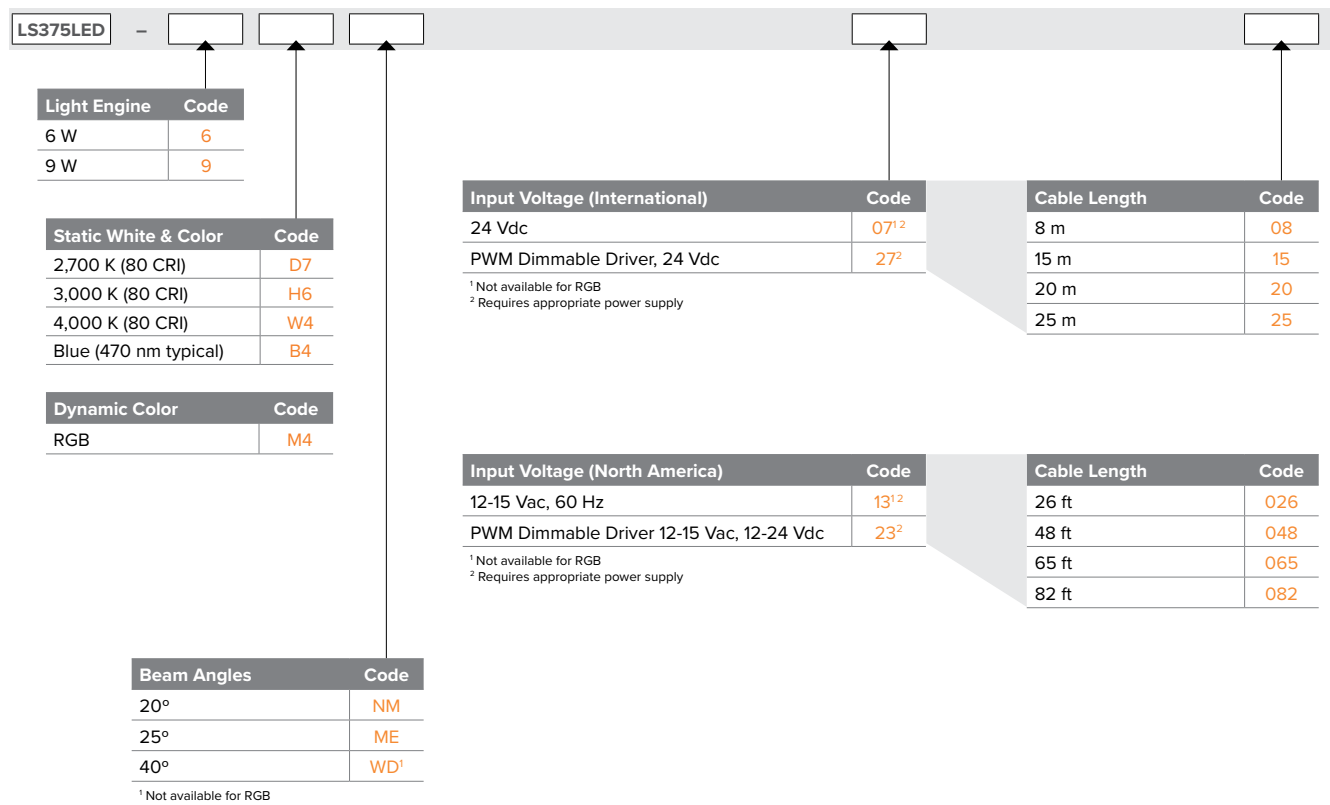 LS375LED –
Light Engine Code
6 W 6
9 W 9
Static White & Color Code
2,700 K (80 CRI) D7
3,000 K (80 CRI) H6
4,000 K (80 CRI) W4
Blue (470 nm typical) B4
Dynamic Color Code
RGB M4
Input Voltage (International) Code
24 Vdc 07¹ ²
PWM Dimmable Driver, 24 Vdc 27²
¹ Not available for RGB
² Requires appropriate power supply
Cable Length Code
8 m 08
15 m 15
20 m 20
25 m 25
Input Voltage (North America) Code
12-15 Vac, 60 Hz 13¹ ²
PWM Dimmable Driver 12-15 Vac, 12-24 Vdc 23²
¹ Not available for RGB
² Requires appropriate power supply
Cable Length Code
26 ft 026
48 ft 048
65 ft 065
82 ft 082
Beam Angles Code
20º NM
25º ME
40º WD¹
¹ Not available for RGB